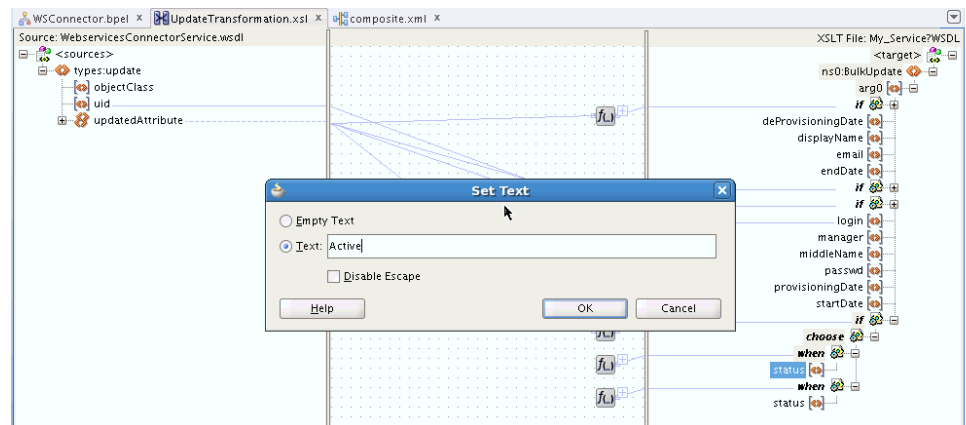 WSConnector.bpel x UpdateTransformation.xsl x composite.xml x
Source: WebservicesConnectorService.wsdl
XSLT File: My_Service?WSDL
<sources>
<target>
types:update
ns0:BulkUpdate
objectClass
arg0
uid
if
updatedAttribute
f(..)
deProvisioningDate
displayName
email
endDate
Set Text
if
Empty Text
if
login
Text: Active
manager
middleName
Disable Escape
passwd
provisioningDate
Help OK Cancel
startDate
if
choose
when
f(..)
status
when
f(..)
status